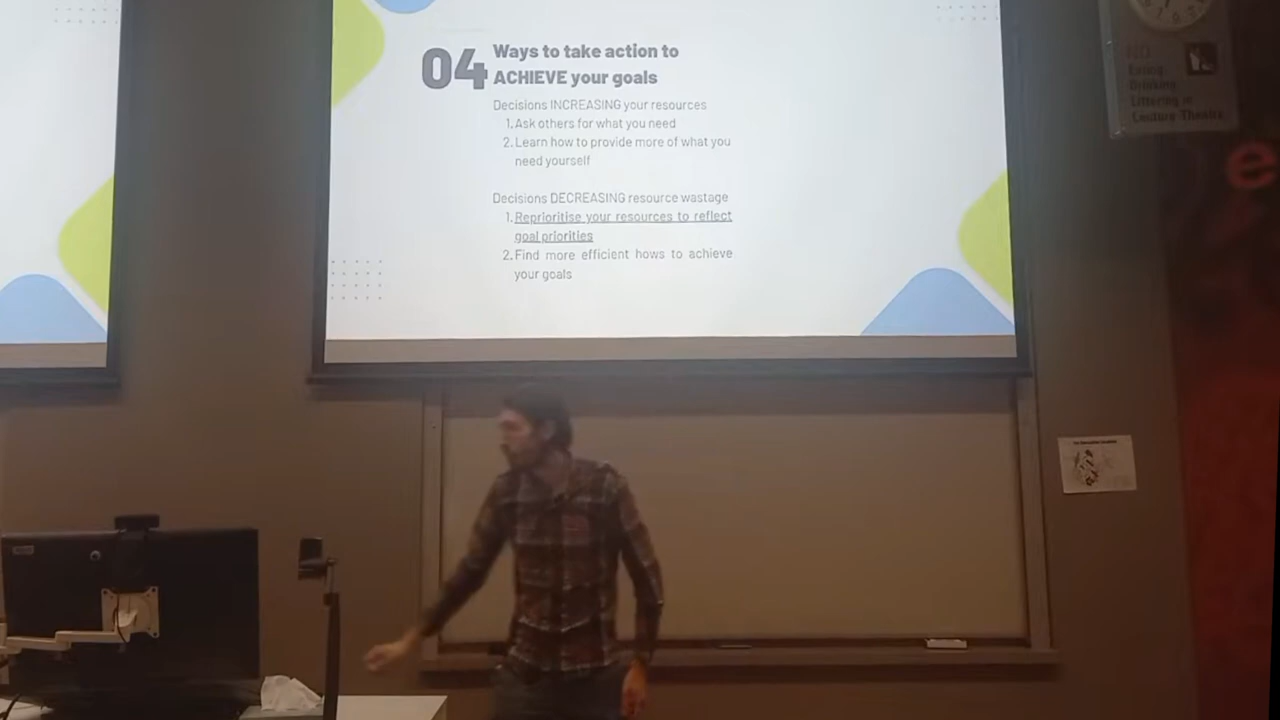 04
Ways to take action to
ACHIEVE your goals
Decisions INCREASING your resources
1. Ask others for what you need
2. Learn how to provide more of what you
need yourself
Decisions DECREASING resource wastage
1. Reprioritise your resources to reflect
goal priorities
2. Find more efficient hows to achieve
your goals
NO
Eating
Drinking
Littering in
Lecture Theatre
e